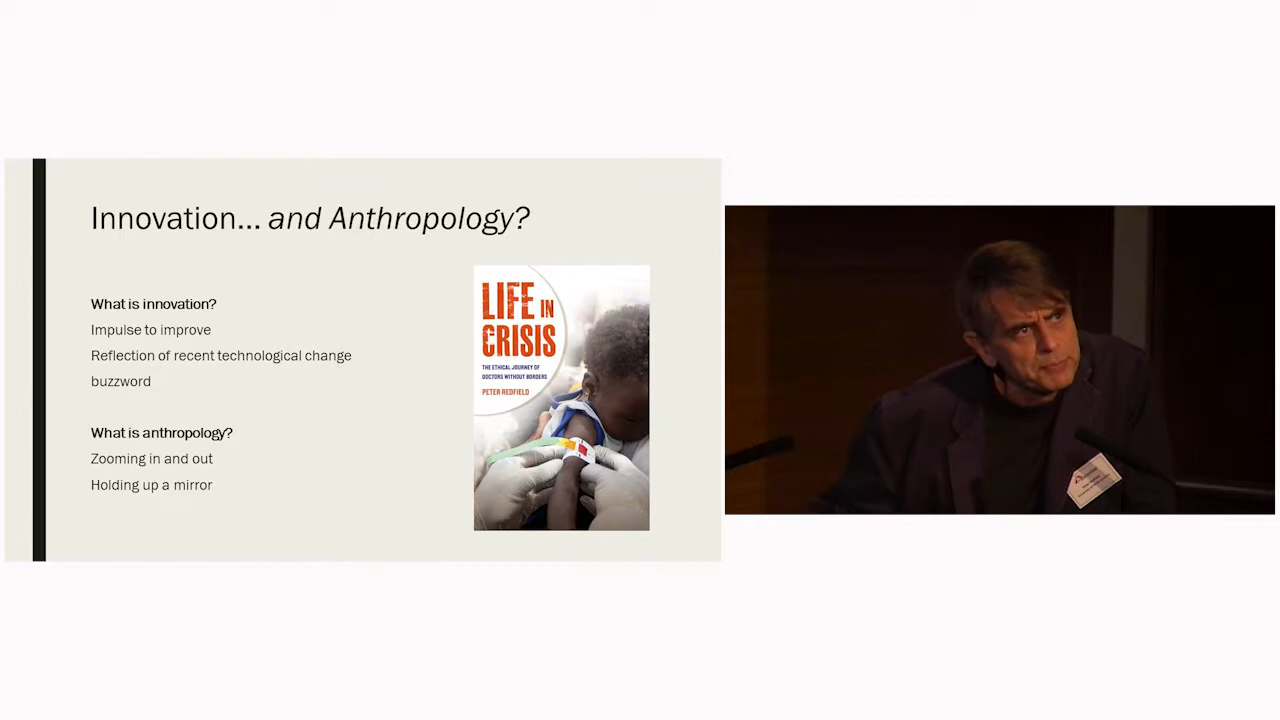 Innovation... and Anthropology?
What is innovation?
Impulse to improve
Reflection of recent technological change
buzzword
What is anthropology?
Zooming in and out
Holding up a mirror
LIFE IN
CRISIS
THE ETHICAL JOURNEY OF
DOCTORS WITHOUT BORDERS
PETER REDFIELD